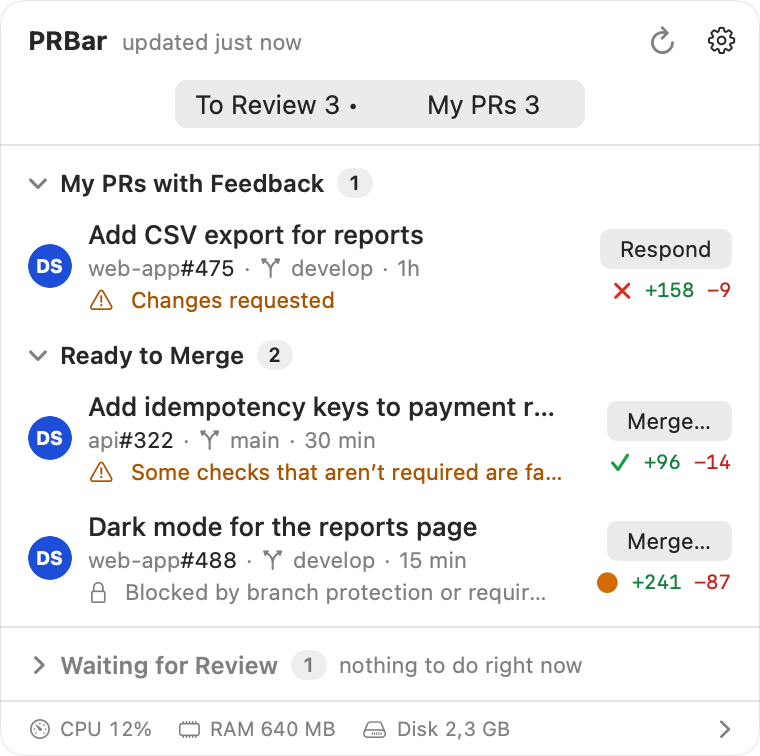 PRBar updated just now
To Review 3 • My PRs 3
My PRs with Feedback 1
Add CSV export for reports
Respond
DS
web-app#475 · develop · 1h
+158 −9
Changes requested
Ready to Merge 2
Add idempotency keys to payment r...
Merge...
DS
api#322 · main · 30 min
+96 −14
Some checks that aren’t required are fa...
Dark mode for the reports page
Merge...
DS
web-app#488 · develop · 15 min
+241 −87
Blocked by branch protection or requir...
Waiting for Review 1 nothing to do right now
CPU 12% RAM 640 MB Disk 2,3 GB